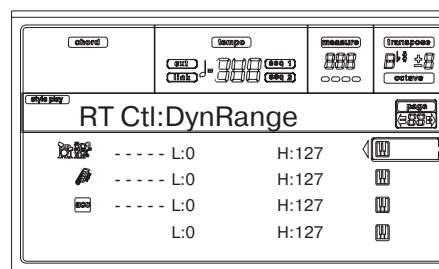 chord tempo measure transpose
ext seq 1
link seq 2
octave
style play
RT Ctl:DynRange page
- - - - - L:0 H:127
- - - - - L:0 H:127
acc - - - - - L:0 H:127
L:0 H:127